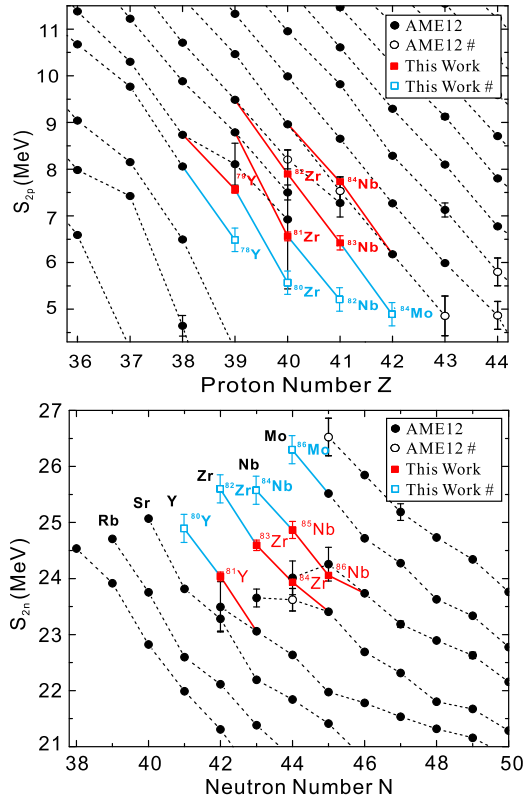 11
10
9
8
7
6
5
S2p (MeV)
AME12
AME12 #
This Work
This Work #
79Y
82Zr
84Nb
78Y
81Zr
83Nb
80Zr
82Nb
84Mo
36 37 38 39 40 41 42 43 44
Proton Number Z
27
26
25
24
23
22
21
S2n (MeV)
AME12
AME12 #
This Work
This Work #
Mo
86Mo
Nb
84Nb
Zr
82Zr
Y
80Y
Sr
Rb
85Nb
83Zr
81Y
84Zr
86Nb
38 40 42 44 46 48 50
Neutron Number N